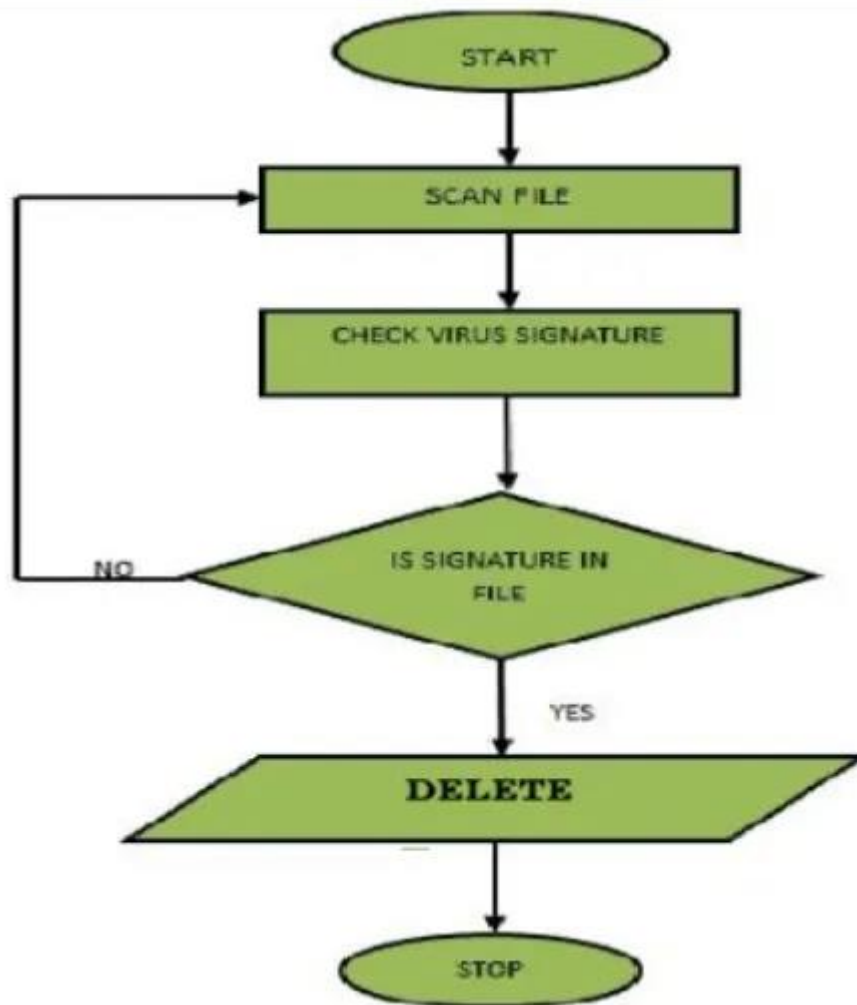 START
SCAN FILE
CHECK VIRUS SIGNATURE
IS SIGNATURE IN
FILE
NO
YES
DELETE
STOP